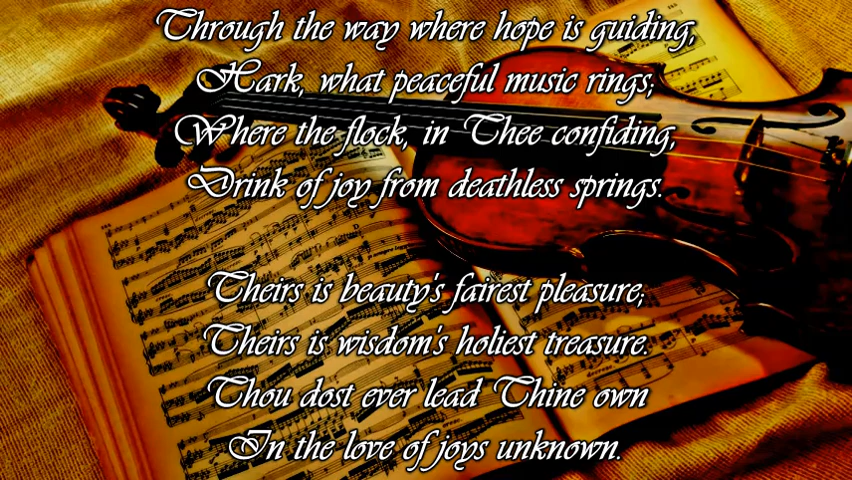 Through the way where hope is guiding,
Hark, what peaceful music rings;
Where the flock, in Thee confiding,
Drink of joy from deathless springs.
Theirs is beauty's fairest pleasure;
Theirs is wisdom's holiest treasure.
Thou dost ever lead Thine own
In the love of joys unknown.